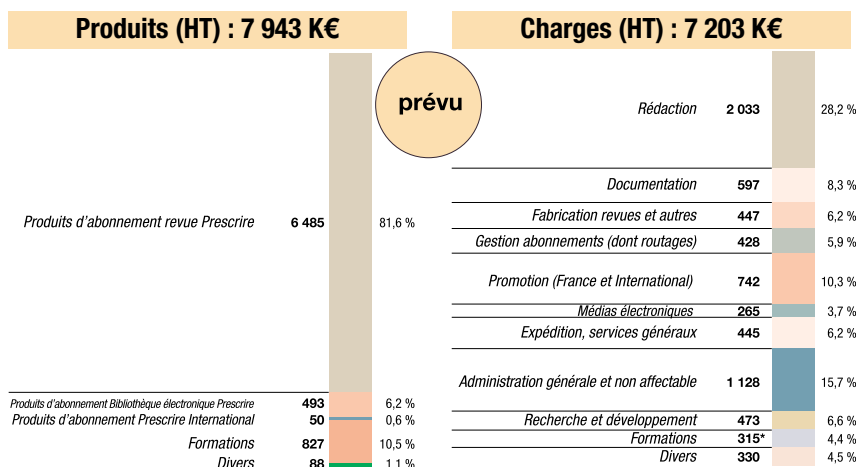 Produits (HT) : 7 943 K€
Produits d'abonnement revue Prescrire 6 485 81,6 %
Produits d'abonnement Bibliothèque électronique Prescrire 493 6,2 %
Produits d'abonnement Prescrire International 50 0,6 %
Formations 827 10,5 %
Divers 88 1,1 %
prévu
Charges (HT) : 7 203 K€
Rédaction 2 033 28,2 %
Documentation 597 8,3 %
Fabrication revues et autres 447 6,2 %
Gestion abonnements (dont routages) 428 5,9 %
Promotion (France et International) 742 10,3 %
Médias électroniques 265 3,7 %
Expédition, services généraux 445 6,2 %
Administration générale et non affectable 1 128 15,7 %
Recherche et développement 473 6,6 %
Formations 315* 4,4 %
Divers 330 4,5 %